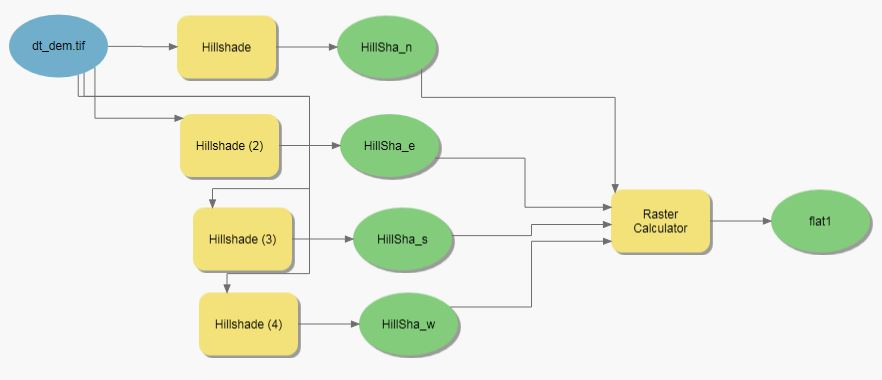 dt_dem.tif
Hillshade
HillSha_n
Hillshade (2)
HillSha_e
Hillshade (3)
HillSha_s
Raster
Calculator
flat1
Hillshade (4)
HillSha_w